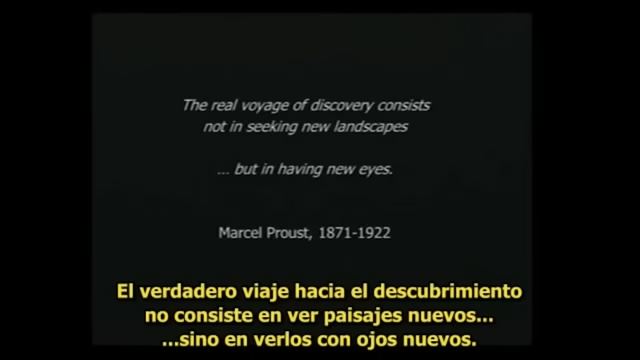 The real voyage of discovery consists
not in seeking new landscapes
... but in having new eyes.
Marcel Proust, 1871-1922
El verdadero viaje hacia el descubrimiento
no consiste en ver paisajes nuevos...
...sino en verlos con ojos nuevos.